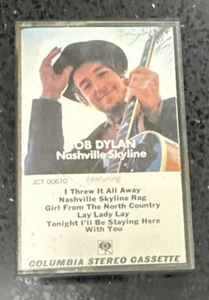 BOB DYLAN
Nashville Skyline
JCT 00670
Featuring
I Threw It All Away
Nashville Skyline Rag
Girl From The North Country
Lay Lady Lay
Tonight I'll Be Staying Here
With You
COLUMBIA STEREO CASSETTE